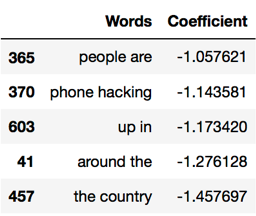 Words Coefficient
365 people are -1.057621
370 phone hacking -1.143581
603 up in -1.173420
41 around the -1.276128
457 the country -1.457697